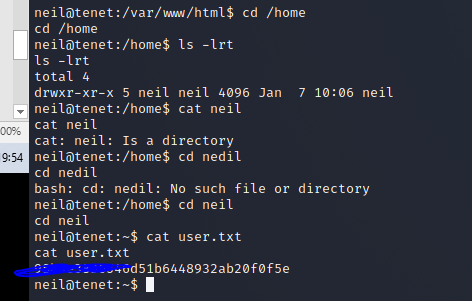 neil@tenet:/var/www/html$ cd /home
cd /home
neil@tenet:/home$ ls -lrt
ls -lrt
total 4
drwxr-xr-x 5 neil neil 4096 Jan  7 10:06 neil
neil@tenet:/home$ cat neil
cat neil
cat: neil: Is a directory
neil@tenet:/home$ cd nedil
cd nedil
00%
bash: cd: nedil: No such file or directory
9:54
neil@tenet:/home$ cd neil
cd neil
neil@tenet:~$ cat user.txt
cat user.txt
neil@tenet:~$